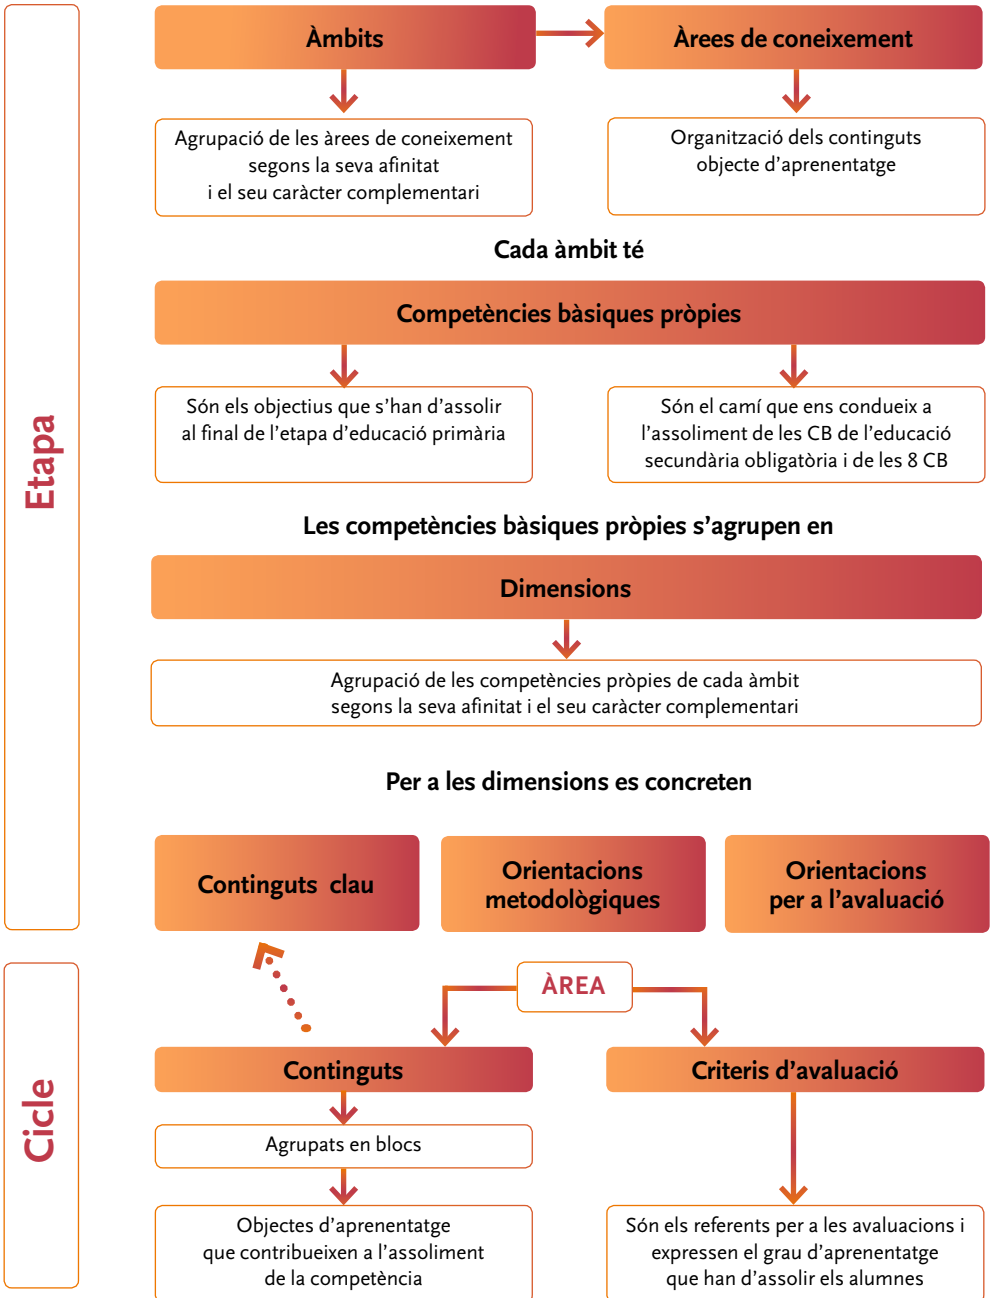 Etapa
Àmbits
Àrees de coneixement
Agrupació de les àrees de coneixement
segons la seva afinitat
i el seu caràcter complementari
Organització dels continguts
objecte d'aprenentatge
Cada àmbit té
Competències bàsiques pròpies
Són els objectius que s'han d'assolir
al final de l'etapa d'educació primària
Són el camí que ens condueix a
l'assoliment de les CB de l'educació
secundària obligatòria i de les 8 CB
Les competències bàsiques pròpies s'agrupen en
Dimensions
Agrupació de les competències pròpies de cada àmbit
segons la seva afinitat i el seu caràcter complementari
Per a les dimensions es concreten
Continguts clau
Orientacions
metodològiques
Orientacions
per a l'avaluació
Cicle
ÀREA
Continguts
Agrupats en blocs
Objectes d'aprenentatge
que contribueixen a l'assoliment
de la competència
Criteris d'avaluació
Són els referents per a les avaluacions i
expressen el grau d'aprenentatge
que han d'assolir els alumnes